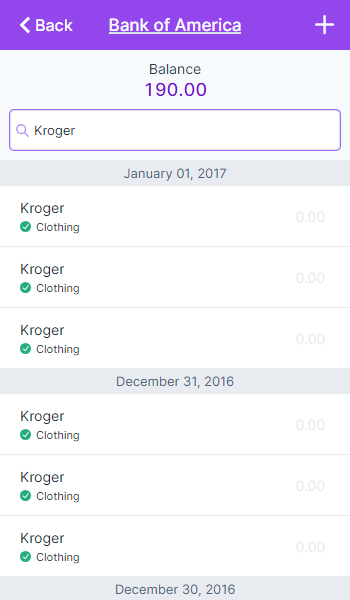 Back
Bank of America
Balance
190.00
Kroger
January 01, 2017
Kroger
0.00
Clothing
Kroger
0.00
Clothing
Kroger
0.00
Clothing
December 31, 2016
Kroger
0.00
Clothing
Kroger
0.00
Clothing
Kroger
0.00
Clothing
December 30, 2016